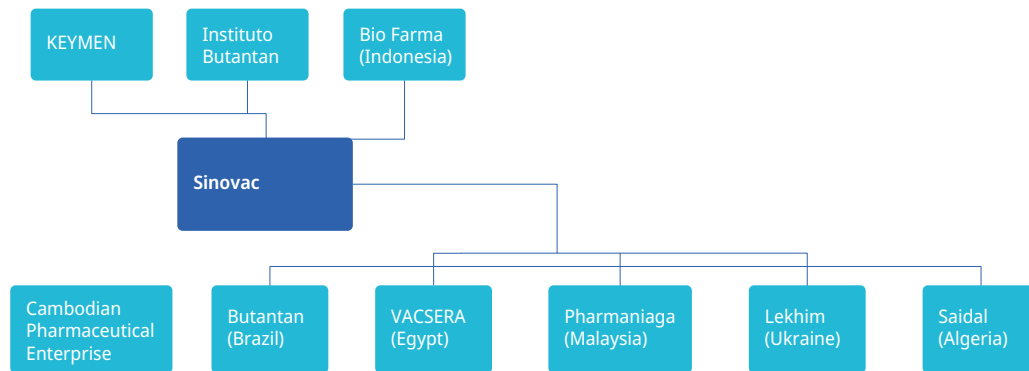 KEYMEN
Instituto
Butantan
Bio Farma
(Indonesia)
Sinovac
Cambodian
Pharmaceutical
Enterprise
Butantan
(Brazil)
VACSERA
(Egypt)
Pharmaniaga
(Malaysia)
Lekhim
(Ukraine)
Saidal
(Algeria)